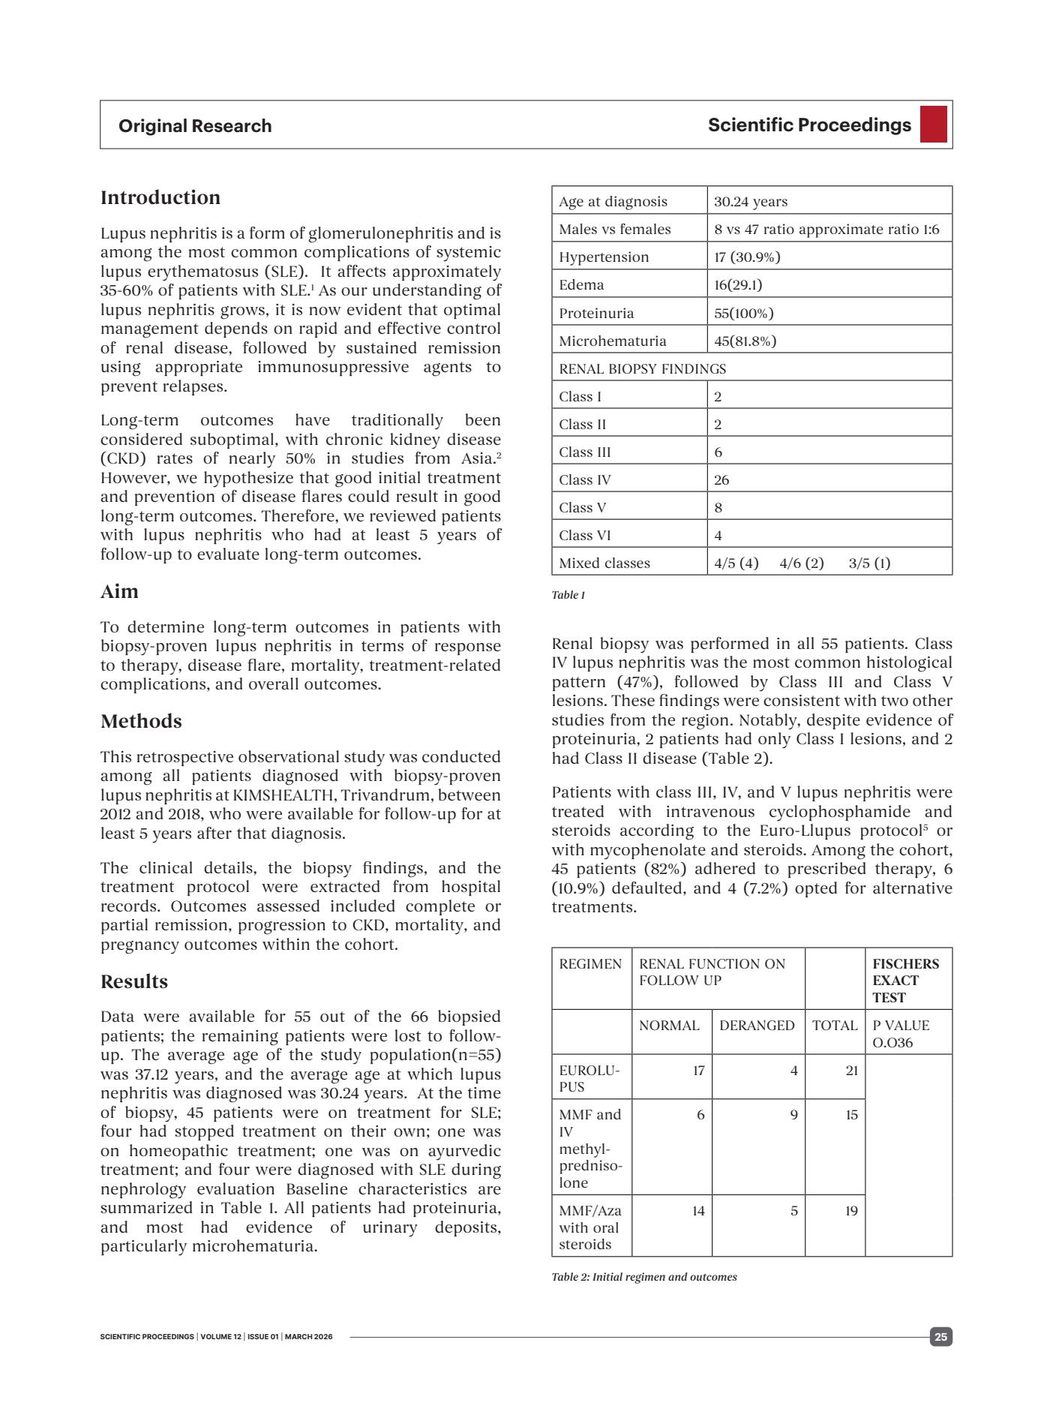 Original Research
Scientific Proceedings
Introduction
Lupus nephritis is a form of glomerulonephritis and is
among the most common complications of systemic
lupus erythematosus (SLE). It affects approximately
35-60% of patients with SLE.¹ As our understanding of
lupus nephritis grows, it is now evident that optimal
management depends on rapid and effective control
of renal disease, followed by sustained remission
using appropriate immunosuppressive agents to
prevent relapses.
Long-term outcomes have traditionally been
considered suboptimal, with chronic kidney disease
(CKD) rates of nearly 50% in studies from Asia.²
However, we hypothesize that good initial treatment
and prevention of disease flares could result in good
long-term outcomes. Therefore, we reviewed patients
with lupus nephritis who had at least 5 years of
follow-up to evaluate long-term outcomes.
Aim
To determine long-term outcomes in patients with
biopsy-proven lupus nephritis in terms of response
to therapy, disease flare, mortality, treatment-related
complications, and overall outcomes.
Methods
This retrospective observational study was conducted
among all patients diagnosed with biopsy-proven
lupus nephritis at KIMSHEALTH, Trivandrum, between
2012 and 2018, who were available for follow-up for at
least 5 years after that diagnosis.
The clinical details, the biopsy findings, and the
treatment protocol were extracted from hospital
records. Outcomes assessed included complete or
partial remission, progression to CKD, mortality, and
pregnancy outcomes within the cohort.
Results
Data were available for 55 out of the 66 biopsied
patients; the remaining patients were lost to follow-
up. The average age of the study population(n=55)
was 37.12 years, and the average age at which lupus
nephritis was diagnosed was 30.24 years. At the time
of biopsy, 45 patients were on treatment for SLE;
four had stopped treatment on their own; one was
on homeopathic treatment; one was on ayurvedic
treatment; and four were diagnosed with SLE during
nephrology evaluation Baseline characteristics are
summarized in Table 1. All patients had proteinuria,
and most had evidence of urinary deposits,
particularly microhematuria.
Age at diagnosis 30.24 years
Males vs females 8 vs 47 ratio approximate ratio 1:6
Hypertension 17 (30.9%)
Edema 16(29.1)
Proteinuria 55(100%)
Microhematuria 45(81.8%)
RENAL BIOPSY FINDINGS
Class I 2
Class II 2
Class III 6
Class IV 26
Class V 8
Class VI 4
Mixed classes 4/5 (4) 4/6 (2) 3/5 (1)
Table 1
Renal biopsy was performed in all 55 patients. Class
IV lupus nephritis was the most common histological
pattern (47%), followed by Class III and Class V
lesions. These findings were consistent with two other
studies from the region. Notably, despite evidence of
proteinuria, 2 patients had only Class I lesions, and 2
had Class II disease (Table 2).
Patients with class III, IV, and V lupus nephritis were
treated with intravenous cyclophosphamide and
steroids according to the Euro-Llupus protocol⁵ or
with mycophenolate and steroids. Among the cohort,
45 patients (82%) adhered to prescribed therapy, 6
(10.9%) defaulted, and 4 (7.2%) opted for alternative
treatments.
REGIMEN RENAL FUNCTION ON FISCHERS
FOLLOW UP EXACT
TEST
NORMAL DERANGED TOTAL P VALUE
O.O36
EUROLU- 17 4 21
PUS
MMF and 6 9 15
IV
methyl-
predniso-
lone
MMF/Aza 14 5 19
with oral
steroids
Table 2: Initial regimen and outcomes
SCIENTIFIC PROCEEDINGS | VOLUME 12 | ISSUE 01 | MARCH 2026
25